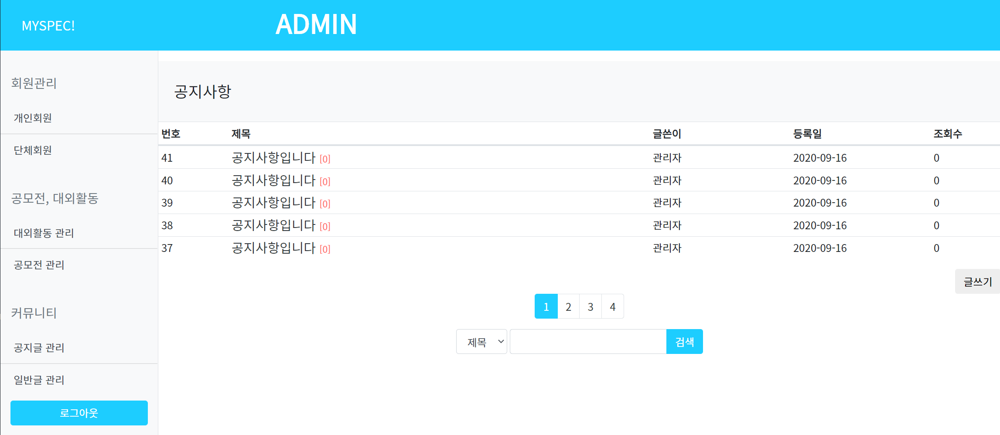 MYSPEC!
ADMIN
회원관리
개인회원
단체회원
공모전, 대외활동
대외활동 관리
공모전 관리
커뮤니티
공지글 관리
일반글 관리
로그아웃
공지사항
번호 제목 글쓴이 등록일 조회수
41 공지사항입니다 [0] 관리자 2020-09-16 0
40 공지사항입니다 [0] 관리자 2020-09-16 0
39 공지사항입니다 [0] 관리자 2020-09-16 0
38 공지사항입니다 [0] 관리자 2020-09-16 0
37 공지사항입니다 [0] 관리자 2020-09-16 0
글쓰기
1 2 3 4
제목 검색